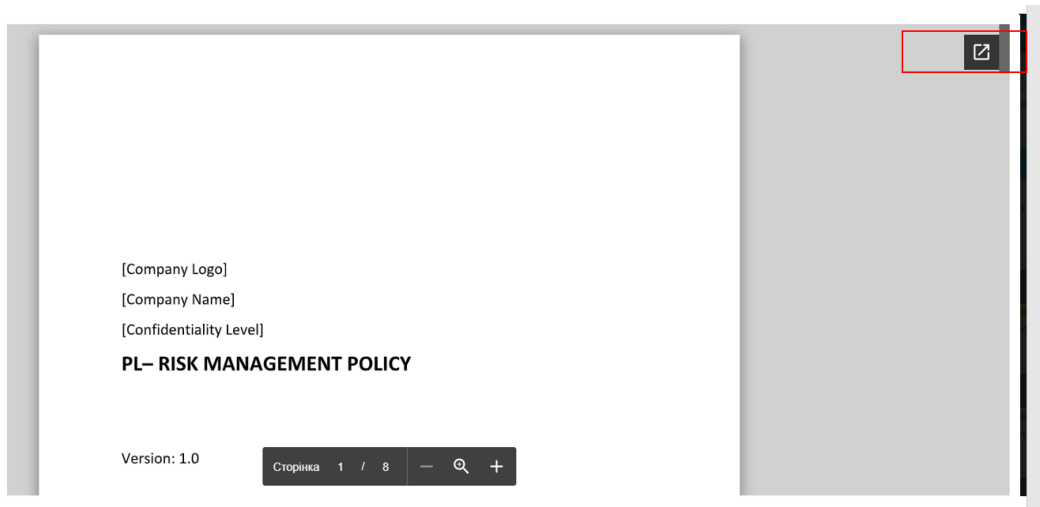 [Company Logo]
[Company Name]
[Confidentiality Level]
PL– RISK MANAGEMENT POLICY
Version: 1.0
Сторінка 1 / 8